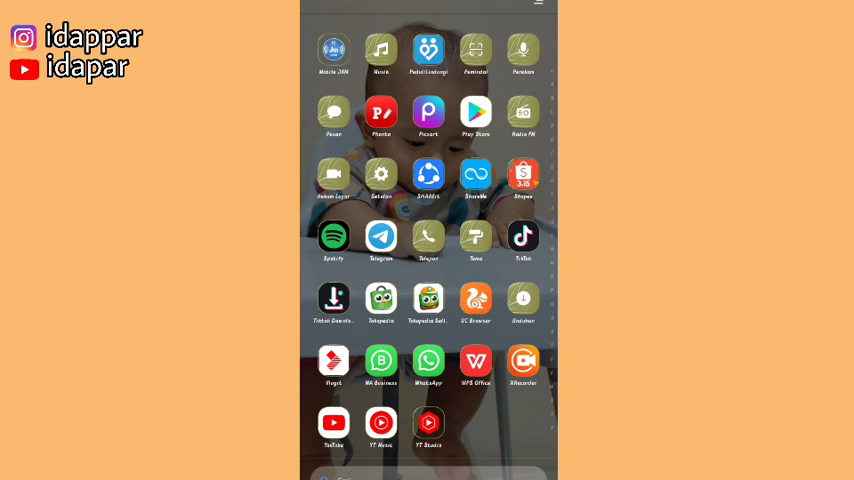 idappar
idapar
Mobile JKN
Musik
PeduliLindungi
Pemindai
Perekam
Pesan
Phonto
Picsart
Play Store
Radio FM
Rekam Layar
Setelan
SHAREit
ShareMe
Shopee
3.15
Spotify
Telegram
Telepon
Tema
TikTok
Tiktok Downlo..
Tokopedia
Tokopedia Sell..
UC Browser
Unduhan
Vlogit
WA Business
WhatsApp
WPS Office
XRecorder
YouTube
YT Music
YT Studio